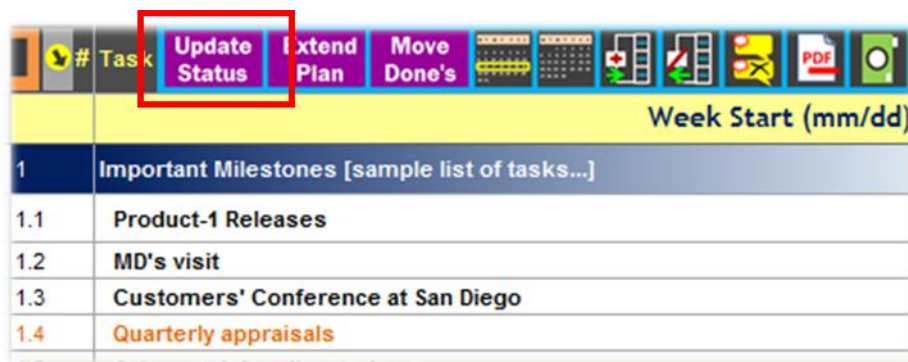 # Task Update Status Extend Plan Move Done's PDF
Week Start (mm/dd)
1 Important Milestones [sample list of tasks...]
1.1 Product-1 Releases
1.2 MD's visit
1.3 Customers' Conference at San Diego
1.4 Quarterly appraisals